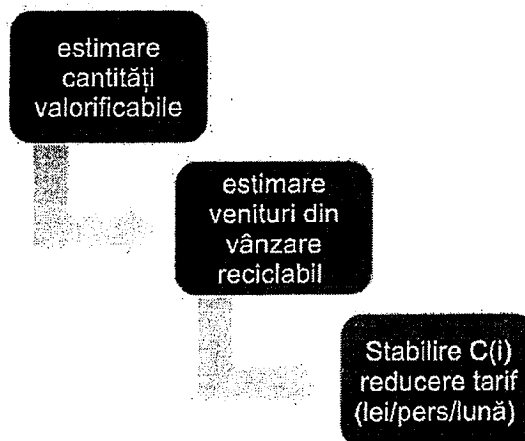 estimare
cantități
valorificabile
estimare
venituri din
vânzare
reciclabil
Stabilire C(i)
reducere tarif
(lei/pers/lună)